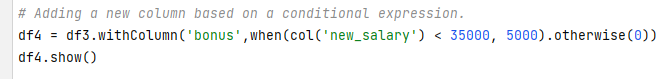 # Adding a new column based on a conditional expression.
df4 = df3.withColumn('bonus',when(col('new_salary') < 35000, 5000).otherwise(0))
df4.show()